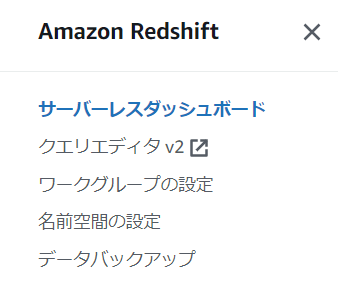 Amazon Redshift
サーバーレスダッシュボード
クエリエディタ v2
ワークグループの設定
名前空間の設定
データバックアップ